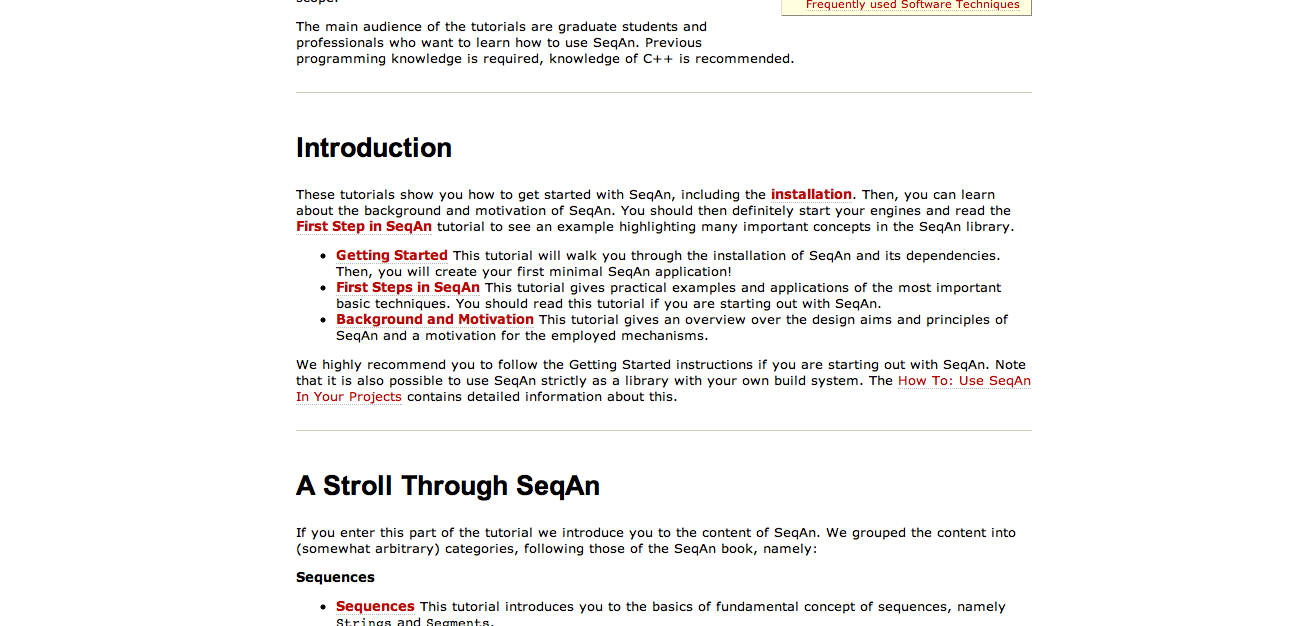 scope.
Frequently used Software Techniques
The main audience of the tutorials are graduate students and
professionals who want to learn how to use SeqAn. Previous
programming knowledge is required, knowledge of C++ is recommended.
Introduction
These tutorials show you how to get started with SeqAn, including the installation. Then, you can learn
about the background and motivation of SeqAn. You should then definitely start your engines and read the
First Step in SeqAn tutorial to see an example highlighting many important concepts in the SeqAn library.
• Getting Started This tutorial will walk you through the installation of SeqAn and its dependencies.
Then, you will create your first minimal SeqAn application!
• First Steps in SeqAn This tutorial gives practical examples and applications of the most important
basic techniques. You should read this tutorial if you are starting out with SeqAn.
• Background and Motivation This tutorial gives an overview over the design aims and principles of
SeqAn and a motivation for the employed mechanisms.
We highly recommend you to follow the Getting Started instructions if you are starting out with SeqAn. Note
that it is also possible to use SeqAn strictly as a library with your own build system. The How To: Use SeqAn
In Your Projects contains detailed information about this.
A Stroll Through SeqAn
If you enter this part of the tutorial we introduce you to the content of SeqAn. We grouped the content into
(somewhat arbitrary) categories, following those of the SeqAn book, namely:
Sequences
• Sequences This tutorial introduces you to the basics of fundamental concept of sequences, namely
Strings and Segments.